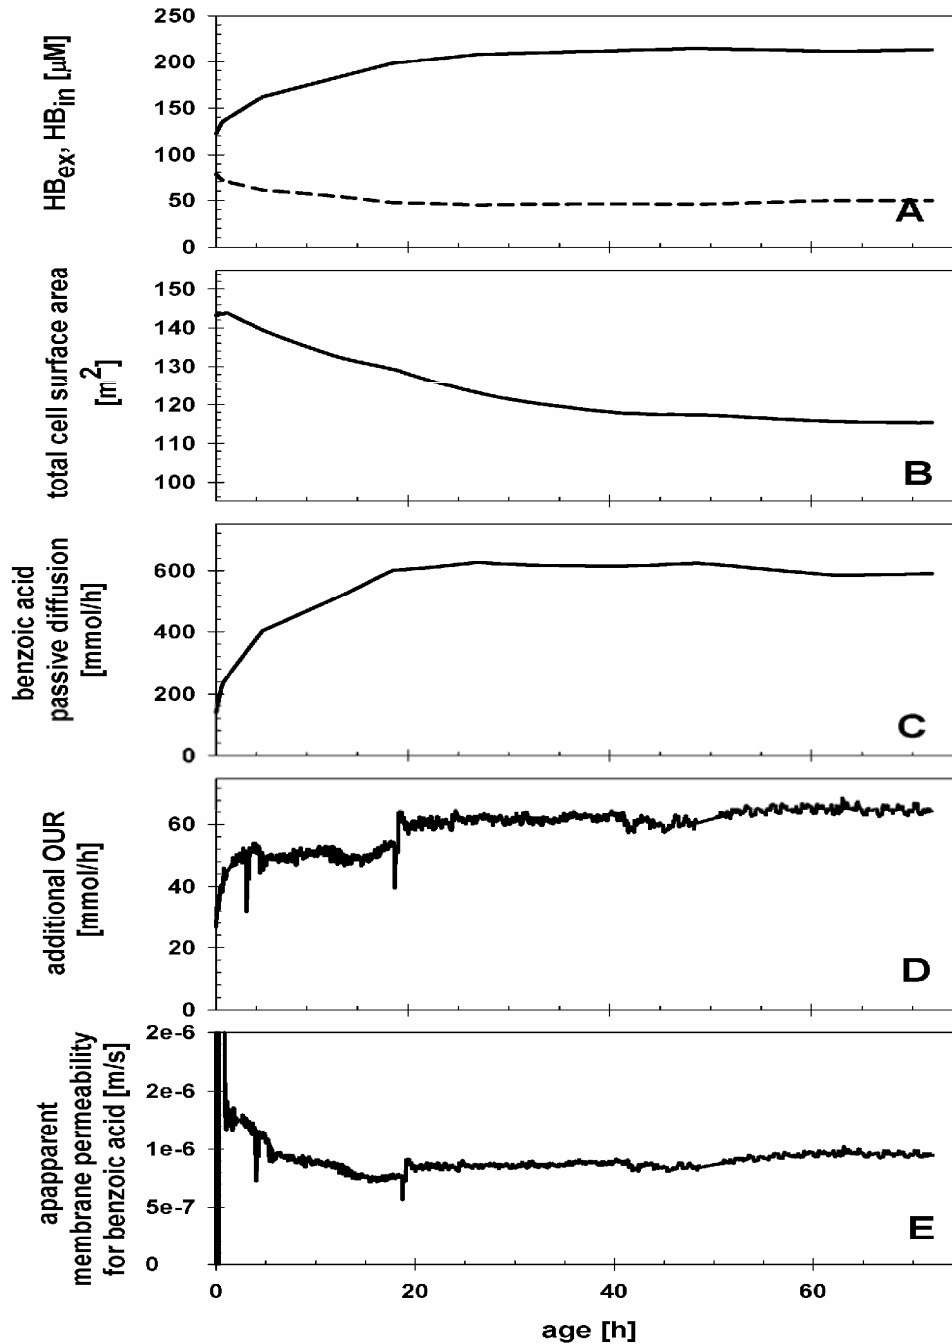 HBex, HBin [µM]
250
200
150
100
50
0
A
total cell surface area
[m2]
150
140
130
120
110
100
B
benzoic acid
passive diffusion
[mmol/h]
600
400
200
0
C
additional OUR
[mmol/h]
60
40
20
0
D
apapparent
membrane permeability
for benzoic acid [m/s]
2e-6
2e-6
1e-6
5e-7
0
E
0 20 40 60
age [h]